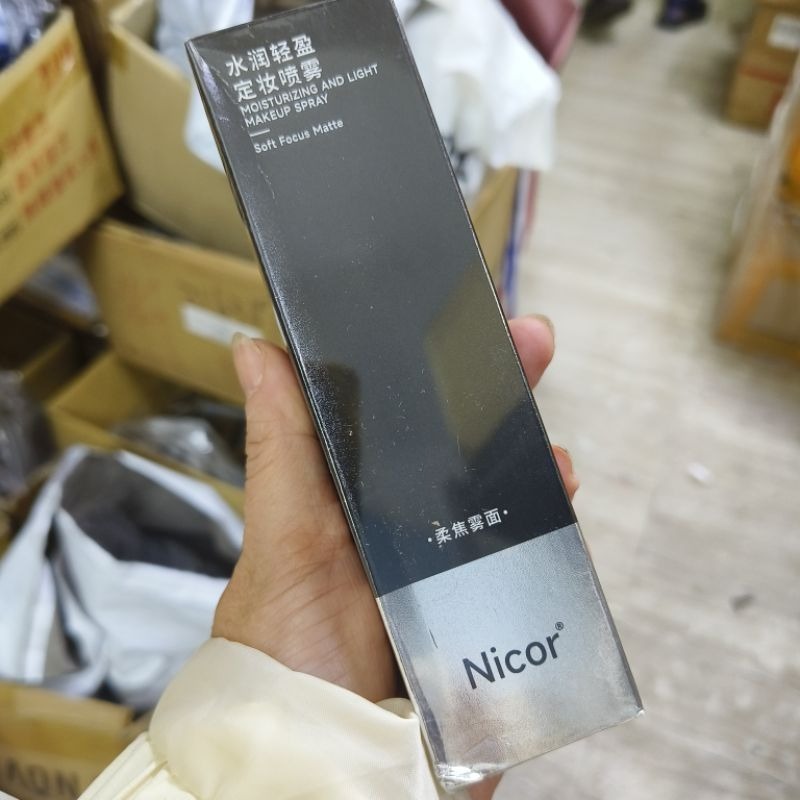 水润轻盈
定妆喷雾
MOISTURIZING AND LIGHT
MAKEUP SPRAY
Soft Focus Matte
·柔焦雾面·
Nicor®